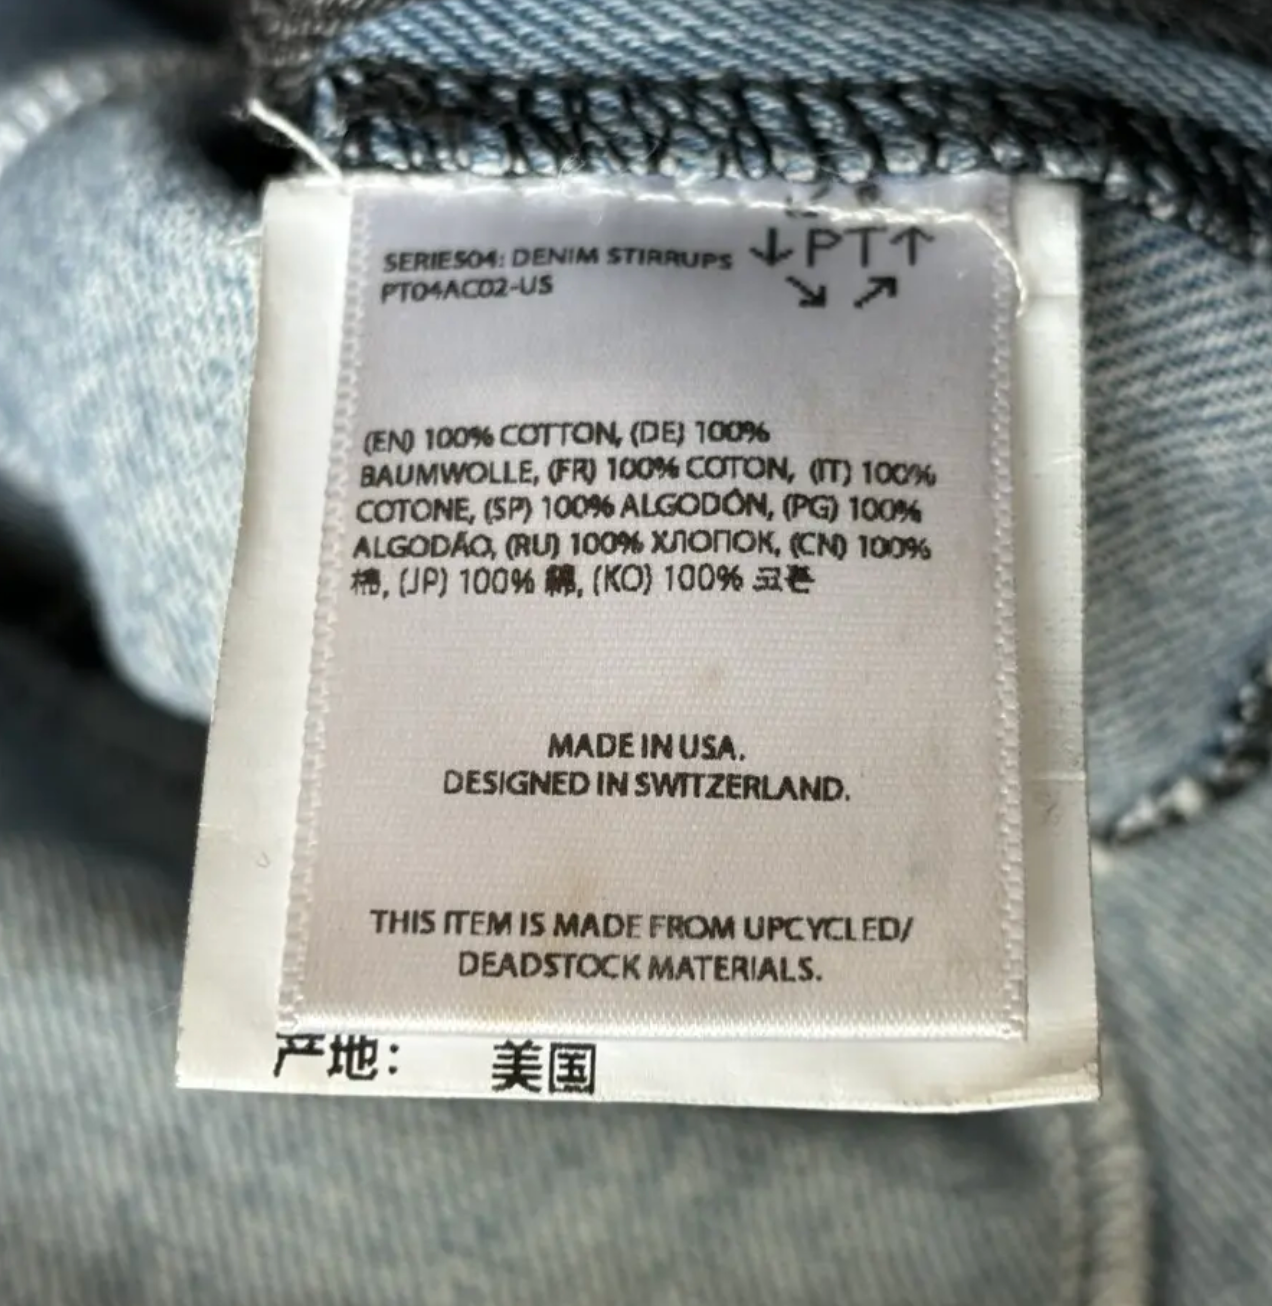 SERIES04: DENIM STIRRUPS ↓PT↑
PT04AC02-US ↘ ↗
(EN) 100% COTTON, (DE) 100%
BAUMWOLLE, (FR) 100% COTON, (IT) 100%
COTONE, (SP) 100% ALGODÓN, (PG) 100%
ALGODÃO, (RU) 100% ХЛОПОК, (CN) 100%
棉, (JP) 100% 綿, (KO) 100%
MADE IN USA.
DESIGNED IN SWITZERLAND.
THIS ITEM IS MADE FROM UPCYCLED/
DEADSTOCK MATERIALS.
产地： 美国